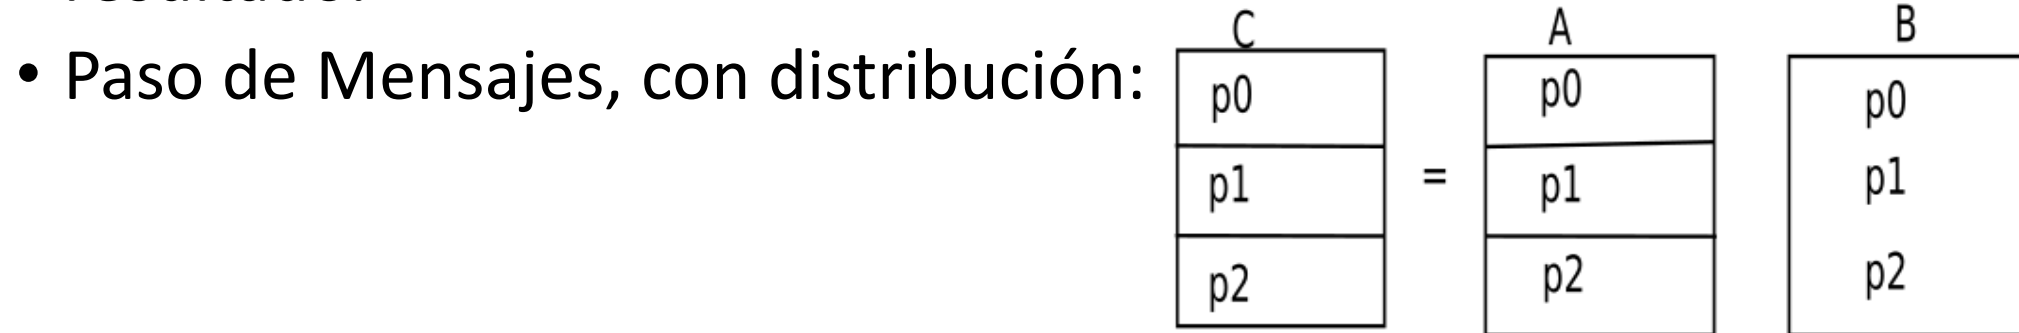 • Paso de Mensajes, con distribución:
C A B
p0 p0 p0
p1 = p1 p1
p2 p2 p2